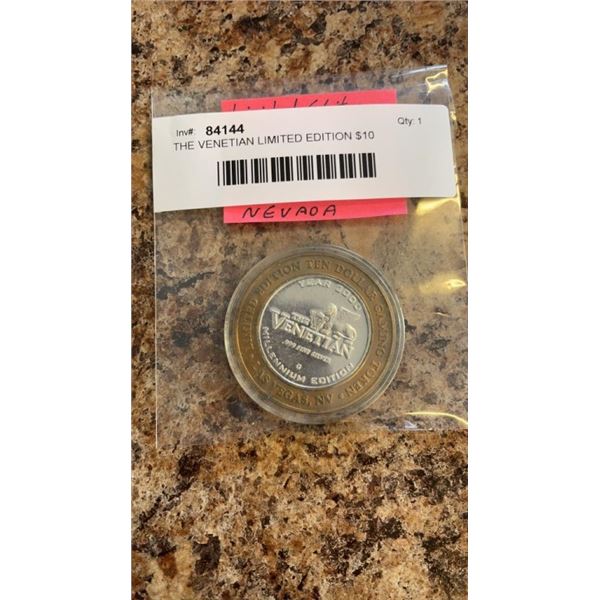 Inv#: 84144 Qty: 1
THE VENETIAN LIMITED EDITION $10
NEVADA
LIMITED EDITION TEN DOLLAR GAMING TOKEN
YEAR 2000
THE
VENETIAN
.999 FINE SILVER
G
MILLENNIUM EDITION
LAS VEGAS, NV